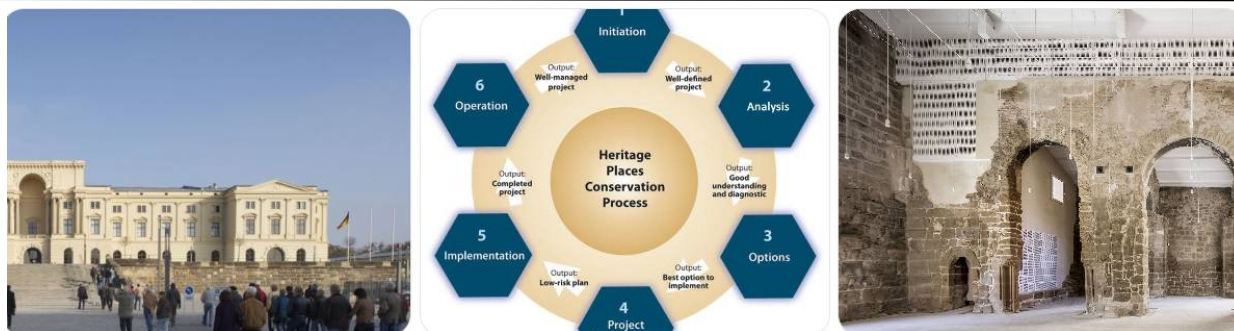 1
Initiation
Output:
Well-defined
project
2
Analysis
Output:
Good
understanding
and diagnostic
3
Options
Output:
Best option to
implement
4
Project
Output:
Low-risk plan
5
Implementation
Output:
Completed
project
6
Operation
Output:
Well-managed
project
Heritage
Places
Conservation
Process